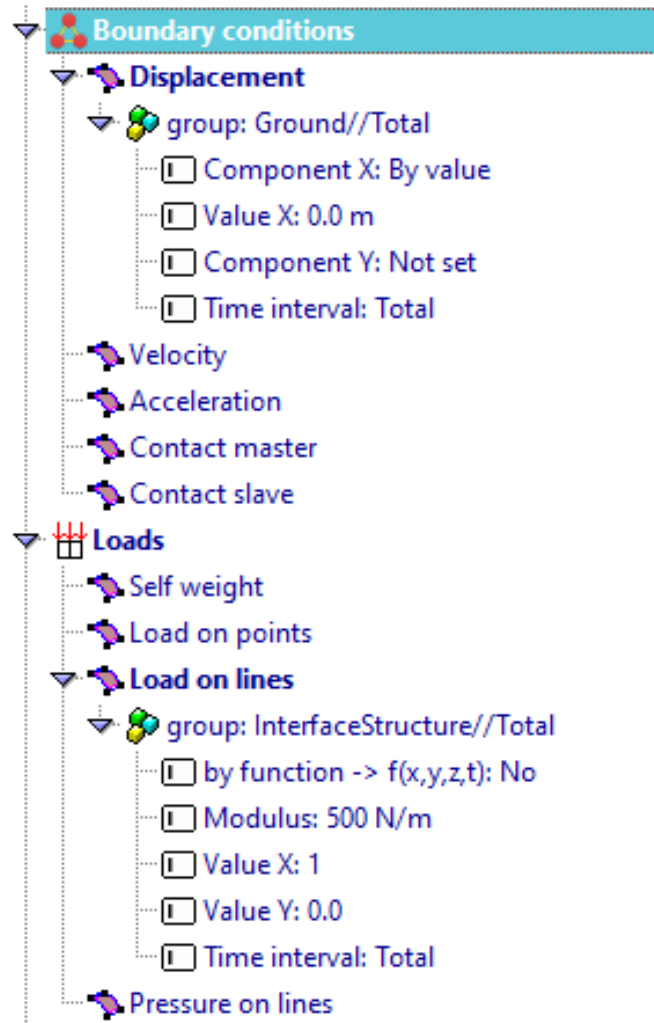 Boundary conditions
Displacement
group: Ground//Total
Component X: By value
Value X: 0.0 m
Component Y: Not set
Time interval: Total
Velocity
Acceleration
Contact master
Contact slave
Loads
Self weight
Load on points
Load on lines
group: InterfaceStructure//Total
by function -> f(x,y,z,t): No
Modulus: 500 N/m
Value X: 1
Value Y: 0.0
Time interval: Total
Pressure on lines